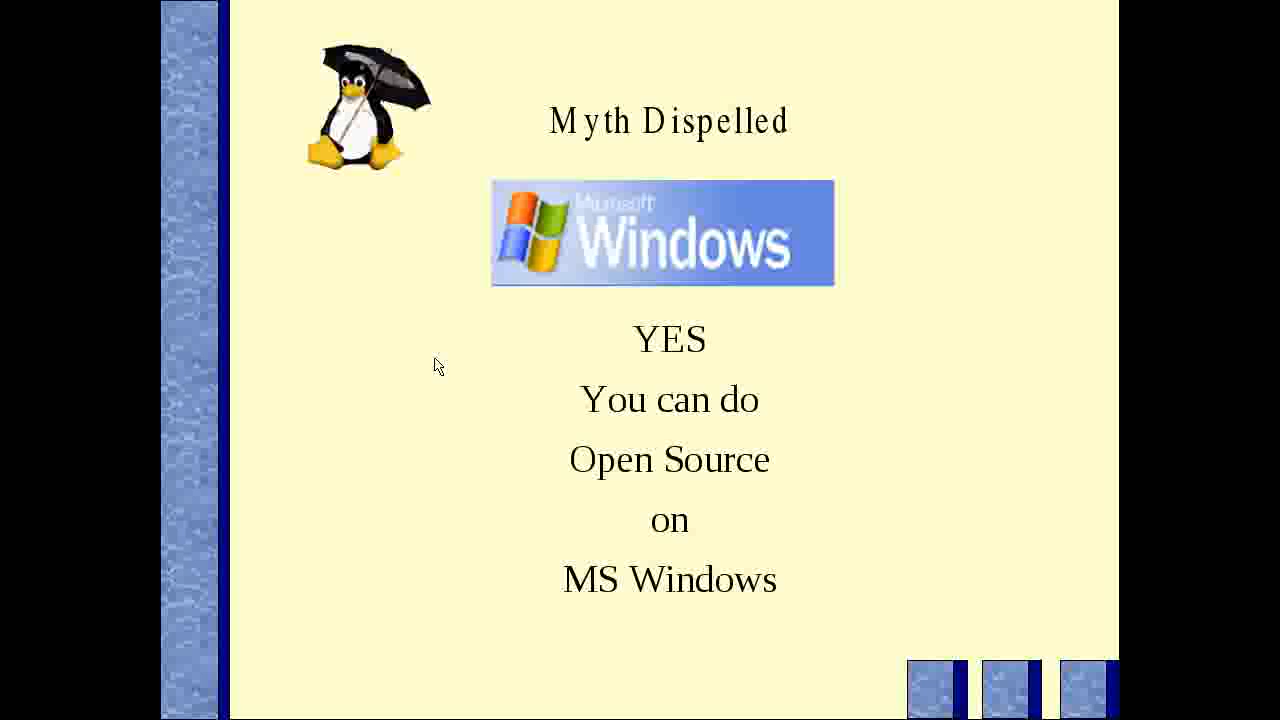 Myth Dispelled
Microsoft
Windows
YES
You can do
Open Source
on
MS Windows